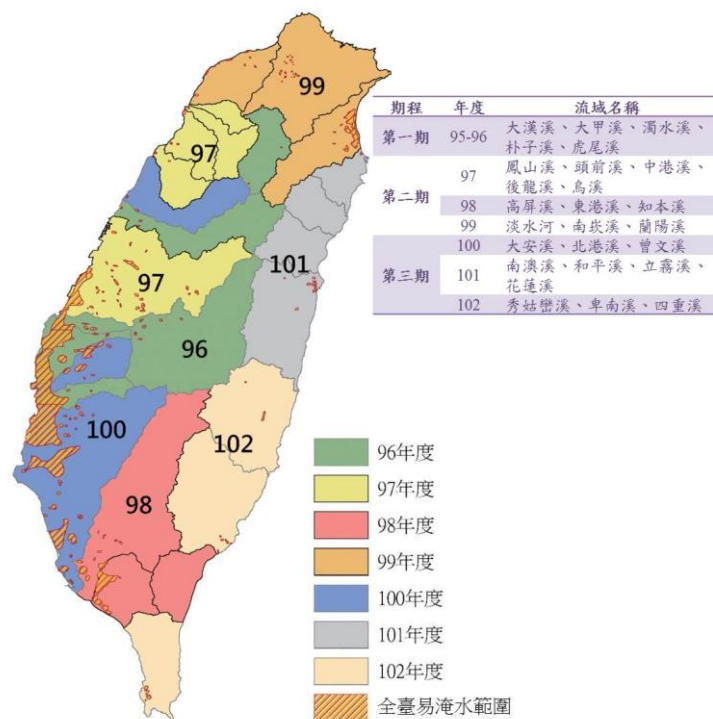 99
97
97
101
96
100
102
98
期程 年度 流域名稱
第一期 95-96 大漢溪、大甲溪、濁水溪、
朴子溪、虎尾溪
第二期
97 鳳山溪、頭前溪、中港溪、
後龍溪、烏溪
98 高屏溪、東港溪、知本溪
99 淡水河、南崁溪、蘭陽溪
第三期
100 大安溪、北港溪、曾文溪
101 南澳溪、和平溪、立霧溪、
花蓮溪
102 秀姑巒溪、卑南溪、四重溪
96年度
97年度
98年度
99年度
100年度
101年度
102年度
全臺易淹水範圍